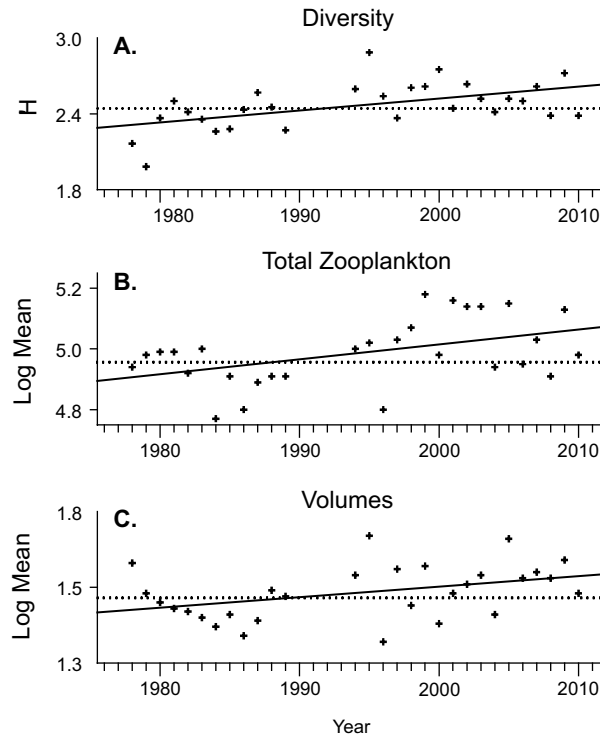 Diversity
A.
3.0
2.4
1.8
H
1980 1990 2000 2010
Total Zooplankton
B.
5.2
5.0
4.8
Log Mean
1980 1990 2000 2010
Volumes
C.
1.8
1.5
1.3
Log Mean
1980 1990 2000 2010
Year